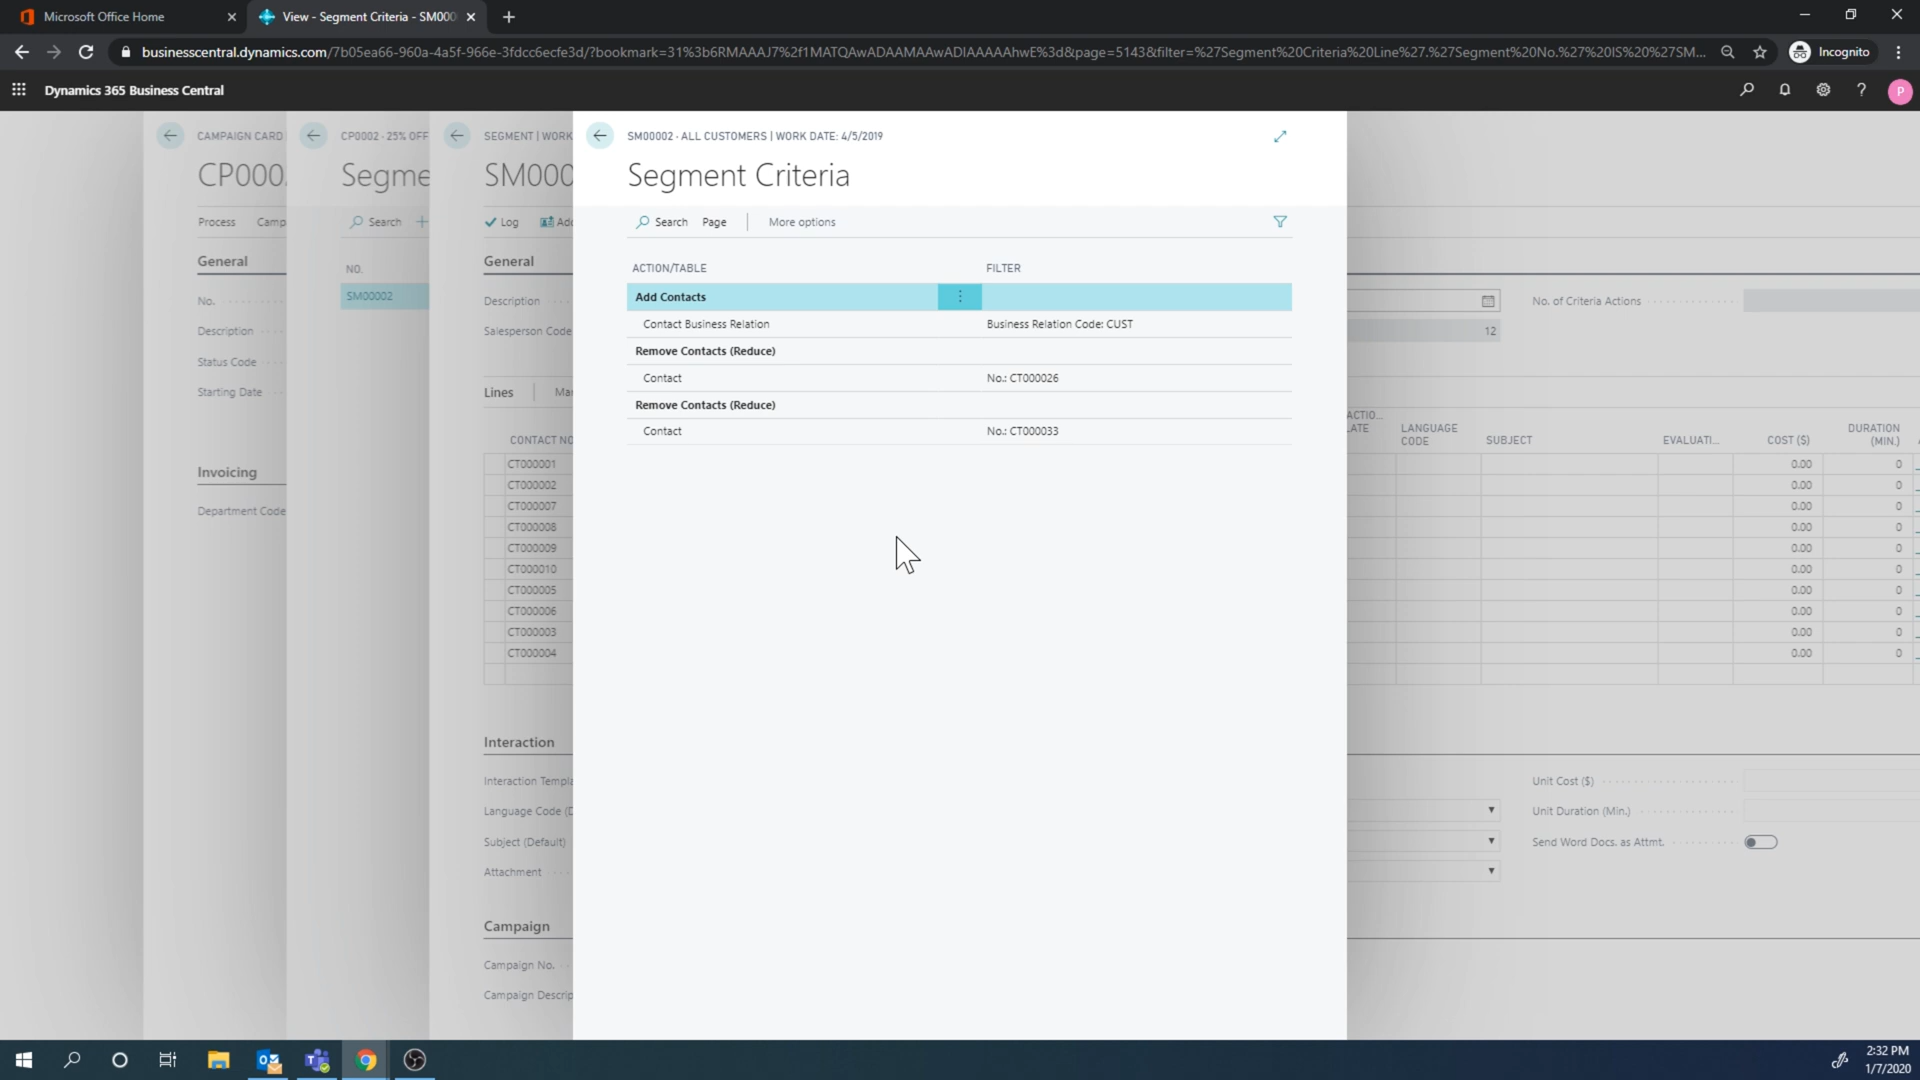 Microsoft Office Home
View - Segment Criteria - SM000
businesscentral.dynamics.com/7b05ea66-960a-4a5f-966e-3fdcc6ecfe3d/?bookmark=31%3b6RMAAAJ7%2f1MATQAwADAAMAAwADIAAAAAhwE%3d&page=5143&filter=%27Segment%20Criteria%20Line%27.%27Segment%20No.%27%20IS%20%27SM...
Incognito
Dynamics 365 Business Central
P
CAMPAIGN CARD
CP000
Process Camp
General
No.
Description
Status Code
Starting Date
Invoicing
Department Code
CP0002 · 25% OFF
Segme
Search
NO.
SM00002
SEGMENT | WORK
SM000
Log Add
General
Description
Salesperson Code
Lines Man
CONTACT NO
CT000001
CT000002
CT000007
CT000008
CT000009
CT000010
CT000005
CT000006
CT000003
CT000004
Interaction
Interaction Templa
Language Code (D
Subject (Default)
Attachment
Campaign
Campaign No.
Campaign Descrip
SM00002 · ALL CUSTOMERS | WORK DATE: 4/5/2019
Segment Criteria
Search Page More options
ACTION/TABLE FILTER
Add Contacts
Contact Business Relation Business Relation Code: CUST
Remove Contacts (Reduce)
Contact No.: CT000026
Remove Contacts (Reduce)
Contact No.: CT000033
No. of Criteria Actions
12
ACTIO... LANGUAGE DURATION
LATE CODE SUBJECT EVALUATI... COST ($) (MIN.)
0.00 0
0.00 0
0.00 0
0.00 0
0.00 0
0.00 0
0.00 0
0.00 0
0.00 0
0.00 0
Unit Cost ($)
Unit Duration (Min.)
Send Word Docs. as Attmt.
2:32 PM
1/7/2020